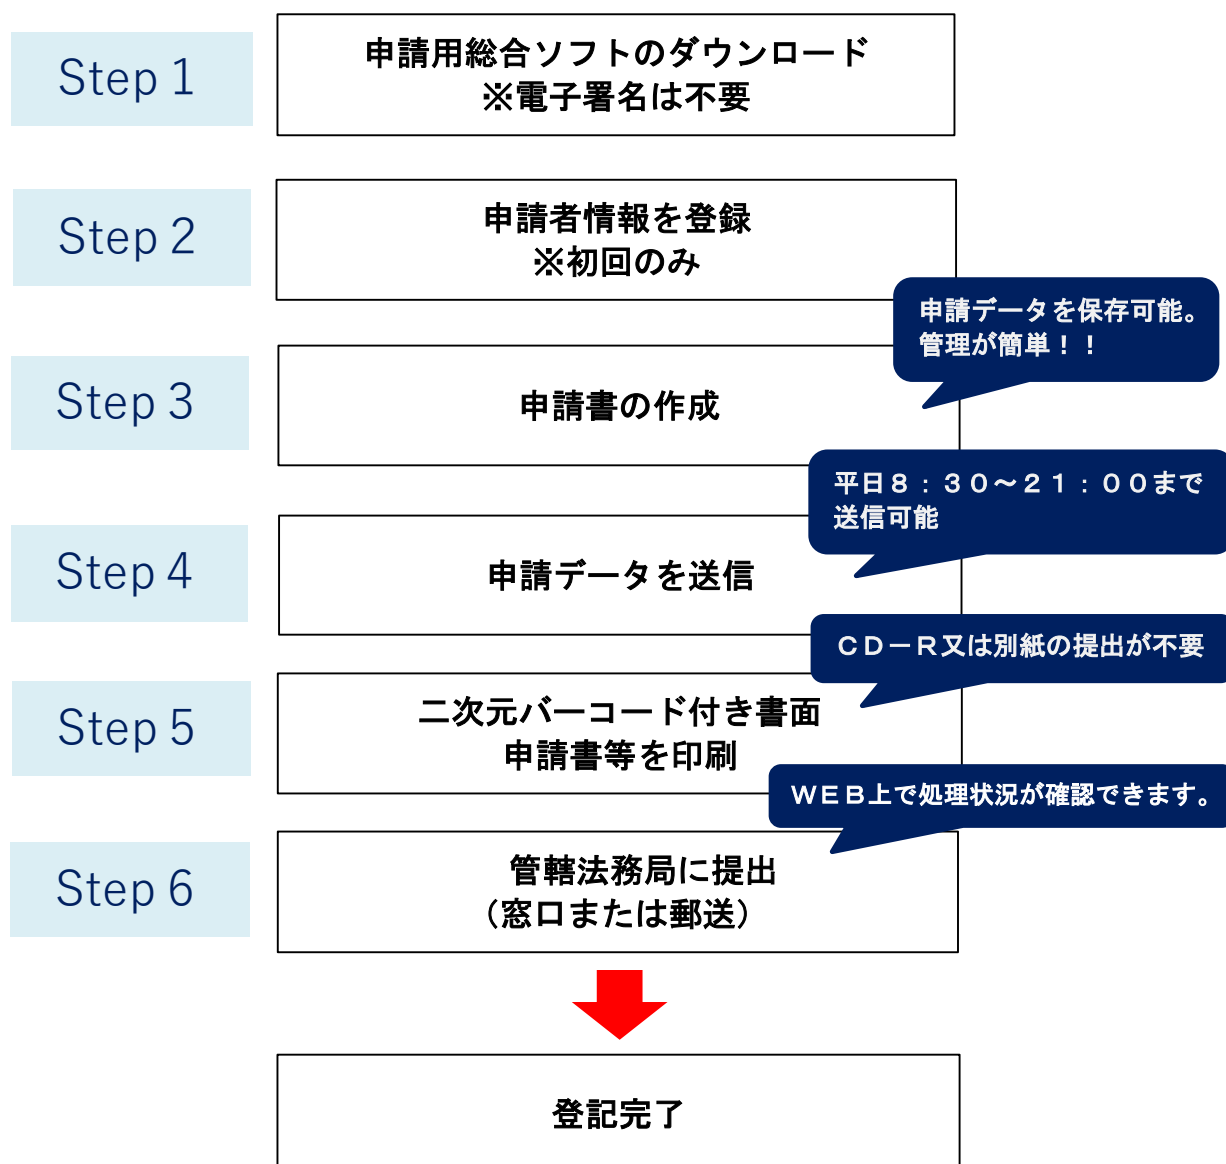 Step 1
申請用総合ソフトのダウンロード
※電子署名は不要
Step 2
申請者情報を登録
※初回のみ
申請データを保存可能。
管理が簡単！！
Step 3
申請書の作成
平日８：３０～２１：００まで
送信可能
Step 4
申請データを送信
ＣＤ－Ｒ又は別紙の提出が不要
Step 5
二次元バーコード付き書面
申請書等を印刷
ＷＥＢ上で処理状況が確認できます。
Step 6
管轄法務局に提出
（窓口または郵送）
登記完了